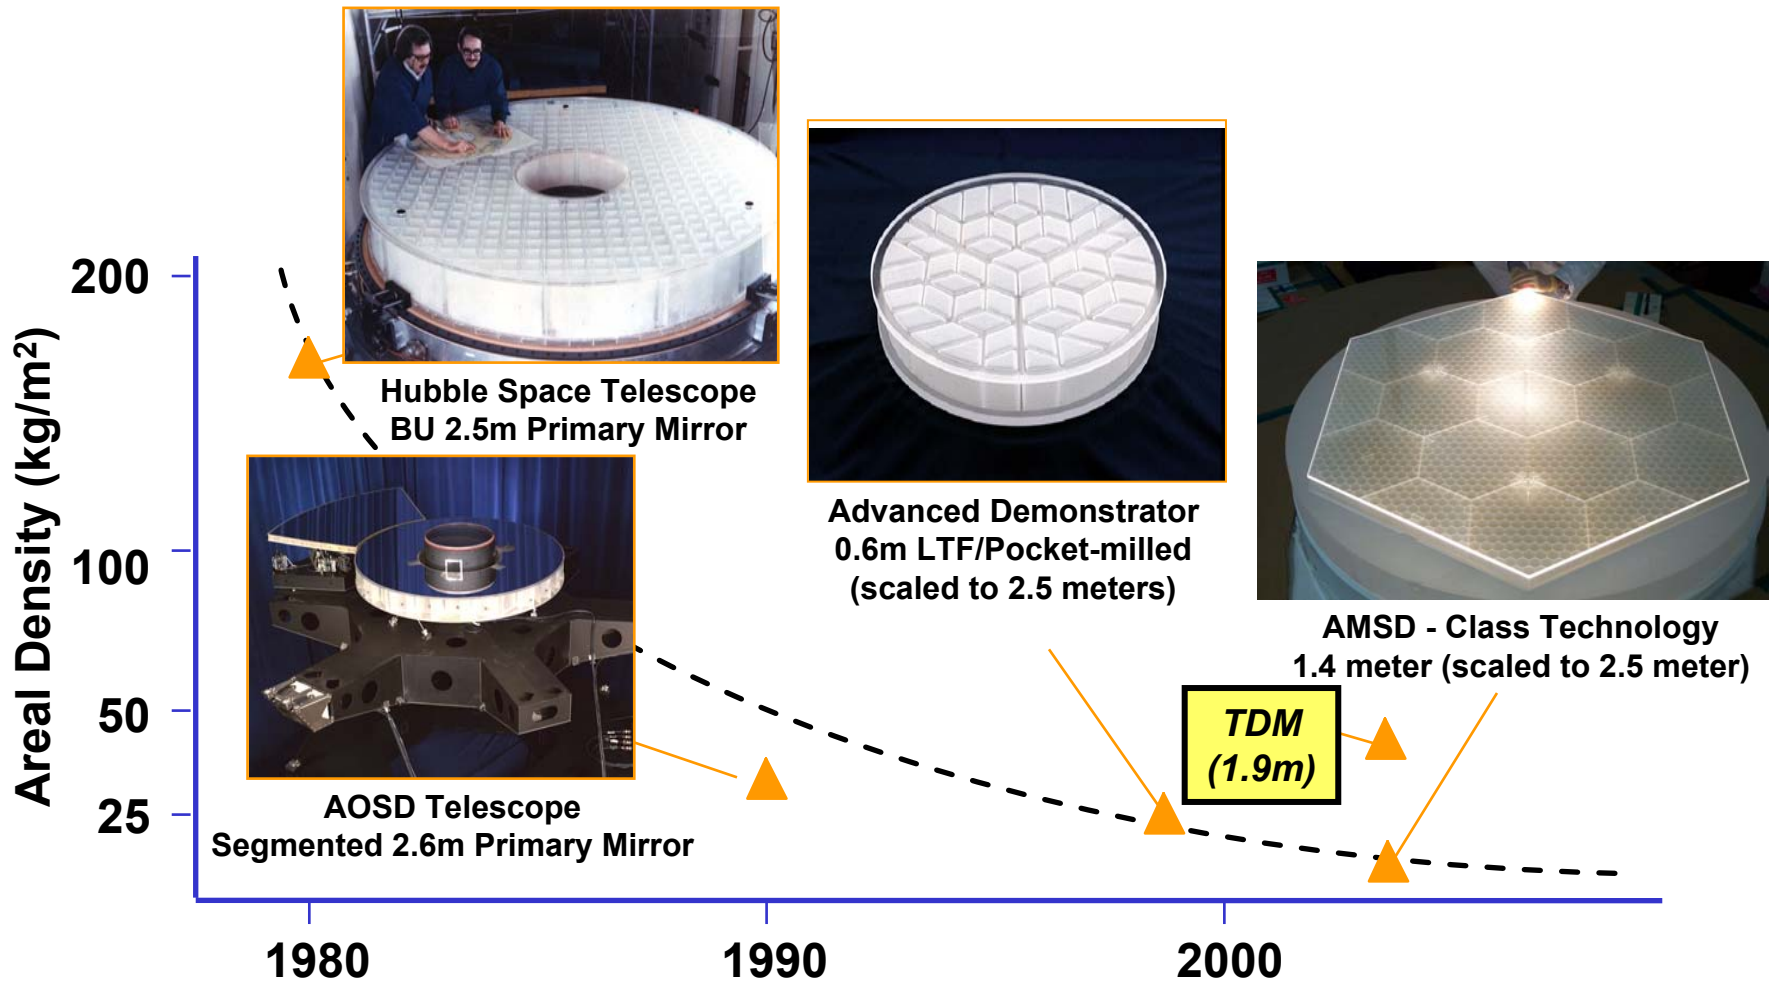 200
100
50
25
Areal Density (kg/m²)
Hubble Space Telescope
BU 2.5m Primary Mirror
AOSD Telescope
Segmented 2.6m Primary Mirror
Advanced Demonstrator
0.6m LTF/Pocket-milled
(scaled to 2.5 meters)
AMSD - Class Technology
1.4 meter (scaled to 2.5 meter)
TDM
(1.9m)
1980
1990
2000